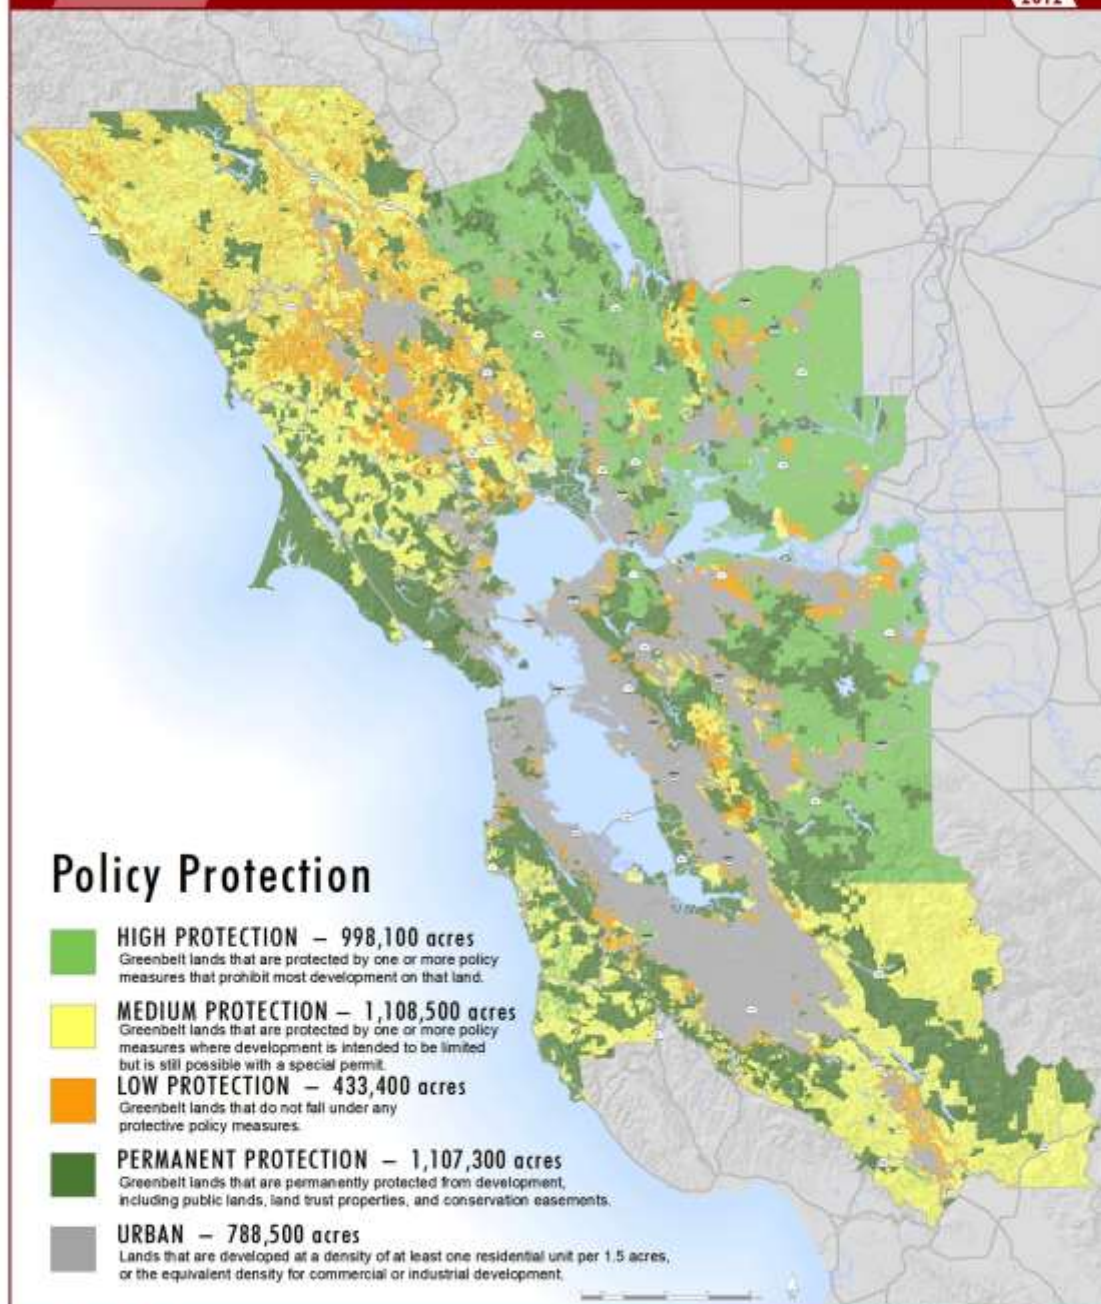 2012
Policy Protection
HIGH PROTECTION – 998,100 acres
Greenbelt lands that are protected by one or more policy
measures that prohibit most development on that land.
MEDIUM PROTECTION – 1,108,500 acres
Greenbelt lands that are protected by one or more policy
measures where development is intended to be limited
but is still possible with a special permit.
LOW PROTECTION – 433,400 acres
Greenbelt lands that do not fall under any
protective policy measures.
PERMANENT PROTECTION – 1,107,300 acres
Greenbelt lands that are permanently protected from development,
including public lands, land trust properties, and conservation easements.
URBAN – 788,500 acres
Lands that are developed at a density of at least one residential unit per 1.5 acres,
or the equivalent density for commercial or industrial development.